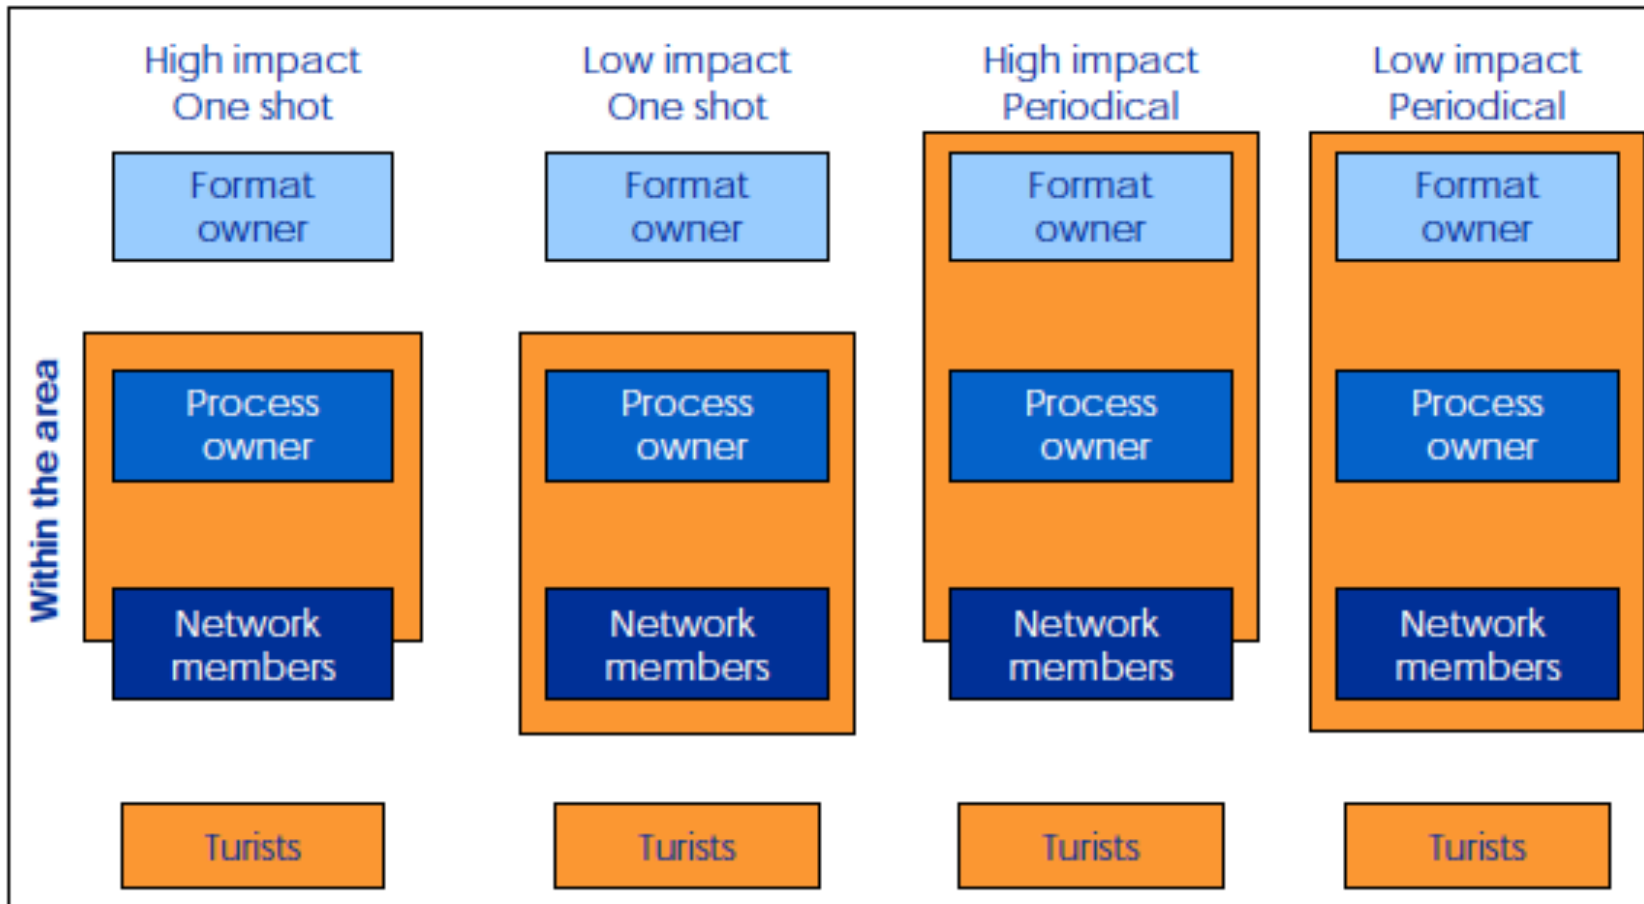 High impact
One shot
Low impact
One shot
High impact
Periodical
Low impact
Periodical
Format
owner
Format
owner
Format
owner
Format
owner
Within the area
Process
owner
Process
owner
Process
owner
Process
owner
Network
members
Network
members
Network
members
Network
members
Turists
Turists
Turists
Turists